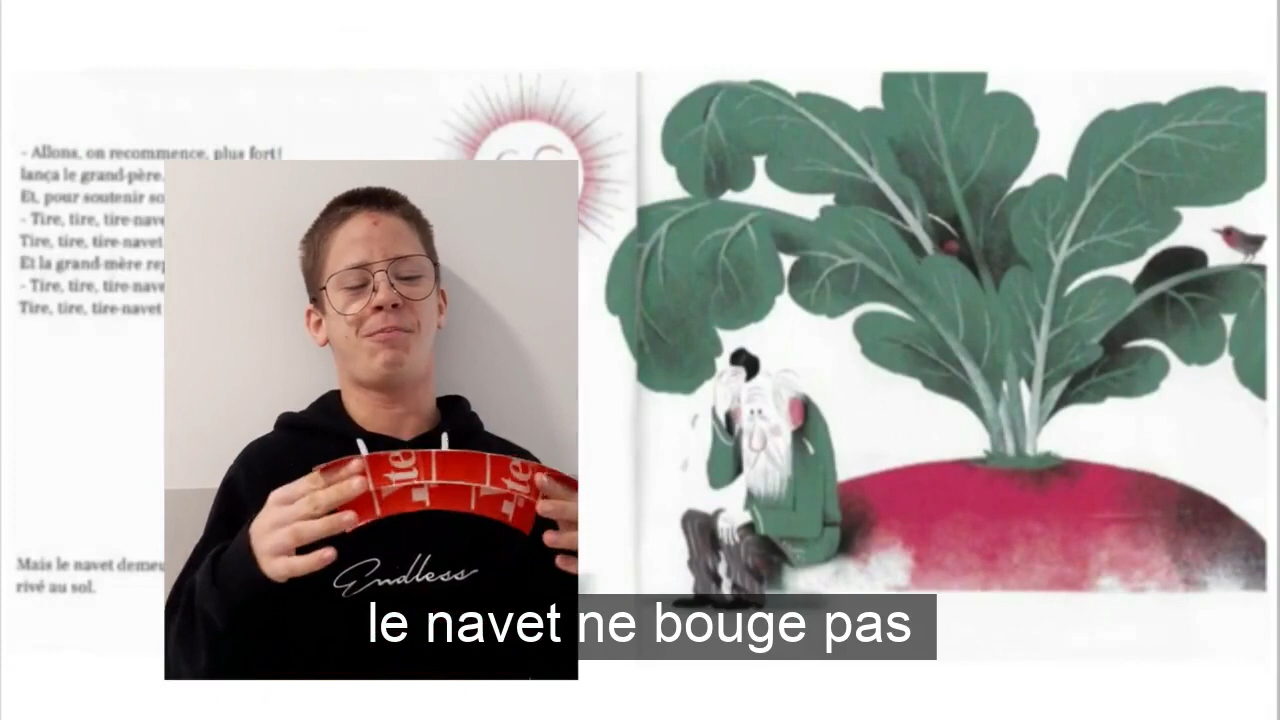 - Allons, on recommence, plus fort!
lança le grand-père.
Et, pour soutenir so
- Tire, tire, tire-nave
Tire, tire, tire-navet
Et la grand-mère rep
- Tire, tire, tire-nave
Tire, tire, tire-navet
Mais le navet demeu
rivé au sol.
te
te
Endless
le navet ne bouge pas